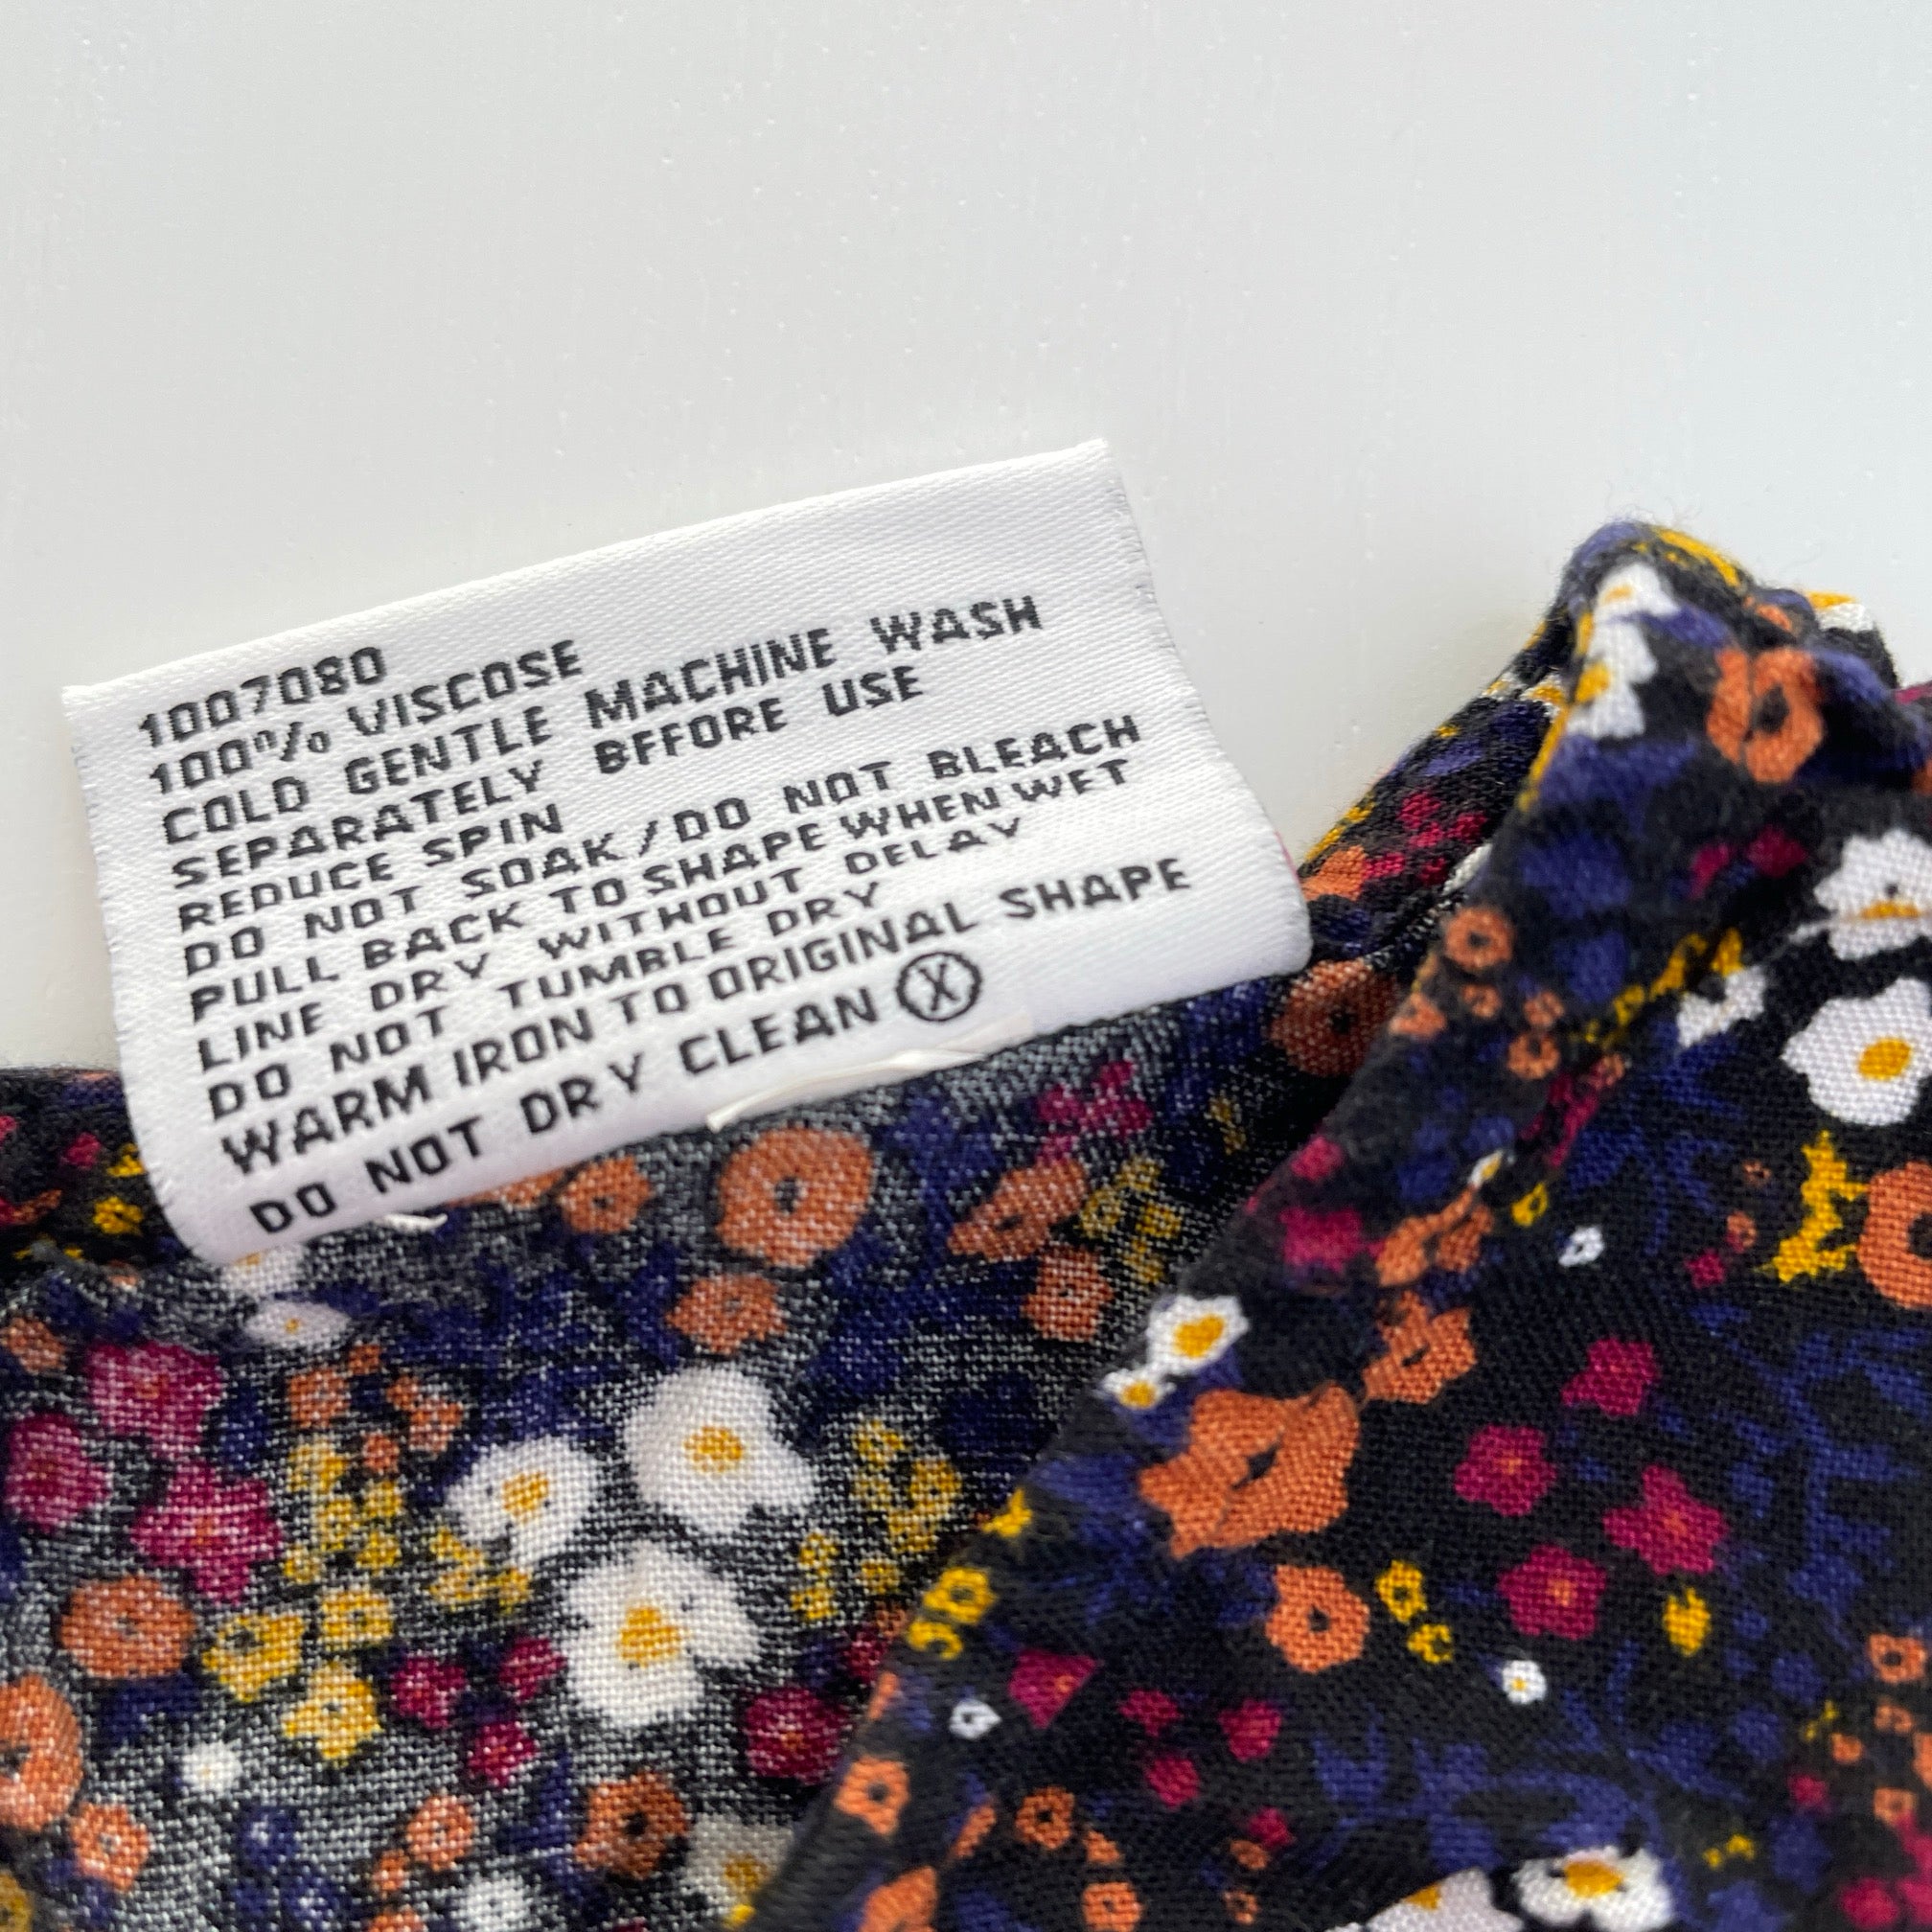 1007080
100% VISCOSE
COLD GENTLE MACHINE WASH
SEPARATELY BFFORE USE
REDUCE SPIN
DO NOT SOAK/DO NOT BLEACH
PULL BACK TO SHAPE WHEN WET
LINE DRY WITHOUT DELAY
DO NOT TUMBLE DRY
WARM IRON TO ORIGINAL SHAPE
DO NOT DRY CLEAN Ⓧ